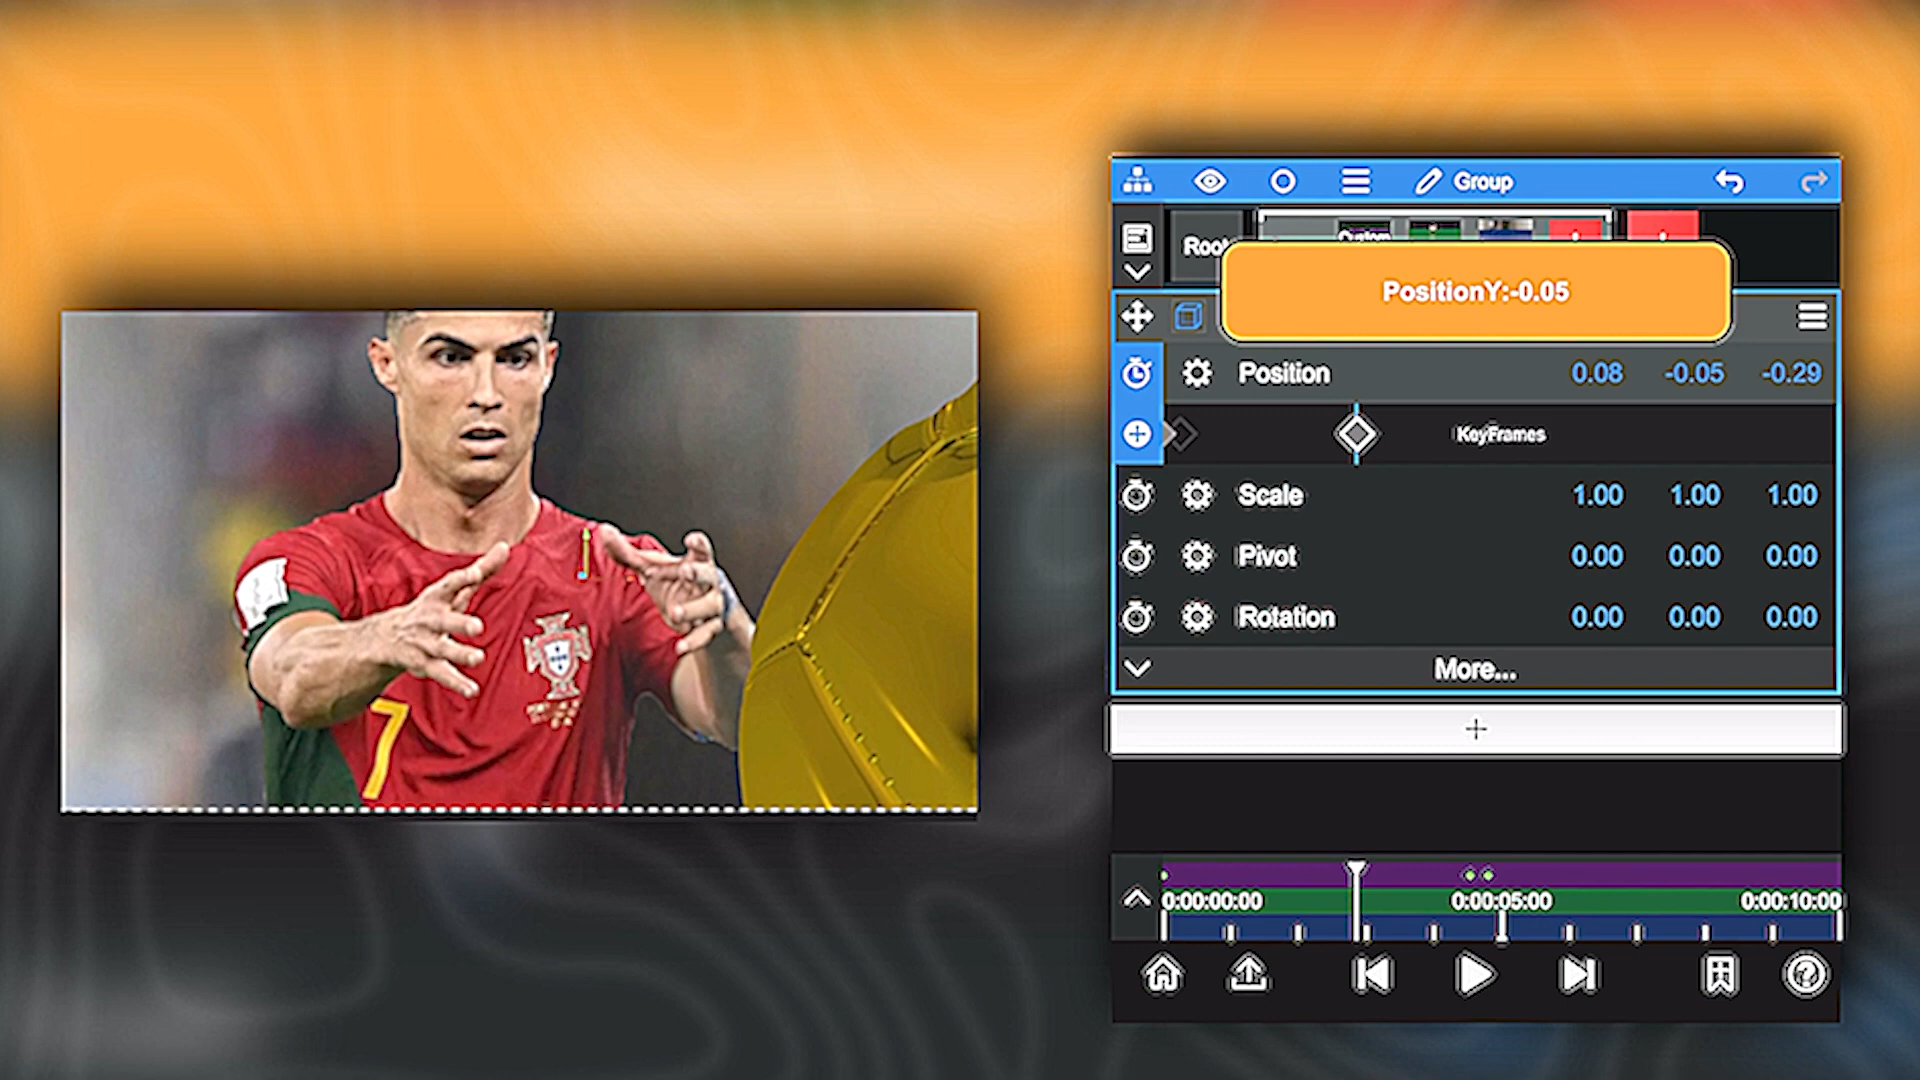 Group
Root
Custom
PositionY:-0.05
Position 0.08 -0.05 -0.29
KeyFrames
Scale 1.00 1.00 1.00
Pivot 0.00 0.00 0.00
Rotation 0.00 0.00 0.00
More...
7
0:00:00:00 0:00:05:00 0:00:10:00